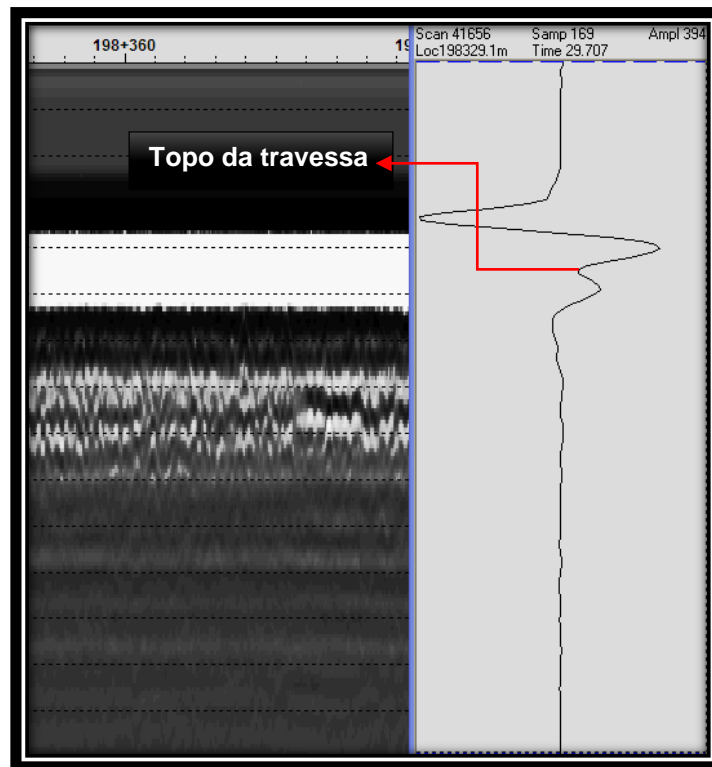 198+360
19
Scan 41656 Samp 169 Ampl 394
Loc198329.1m Time 29.707
Topo da travessa